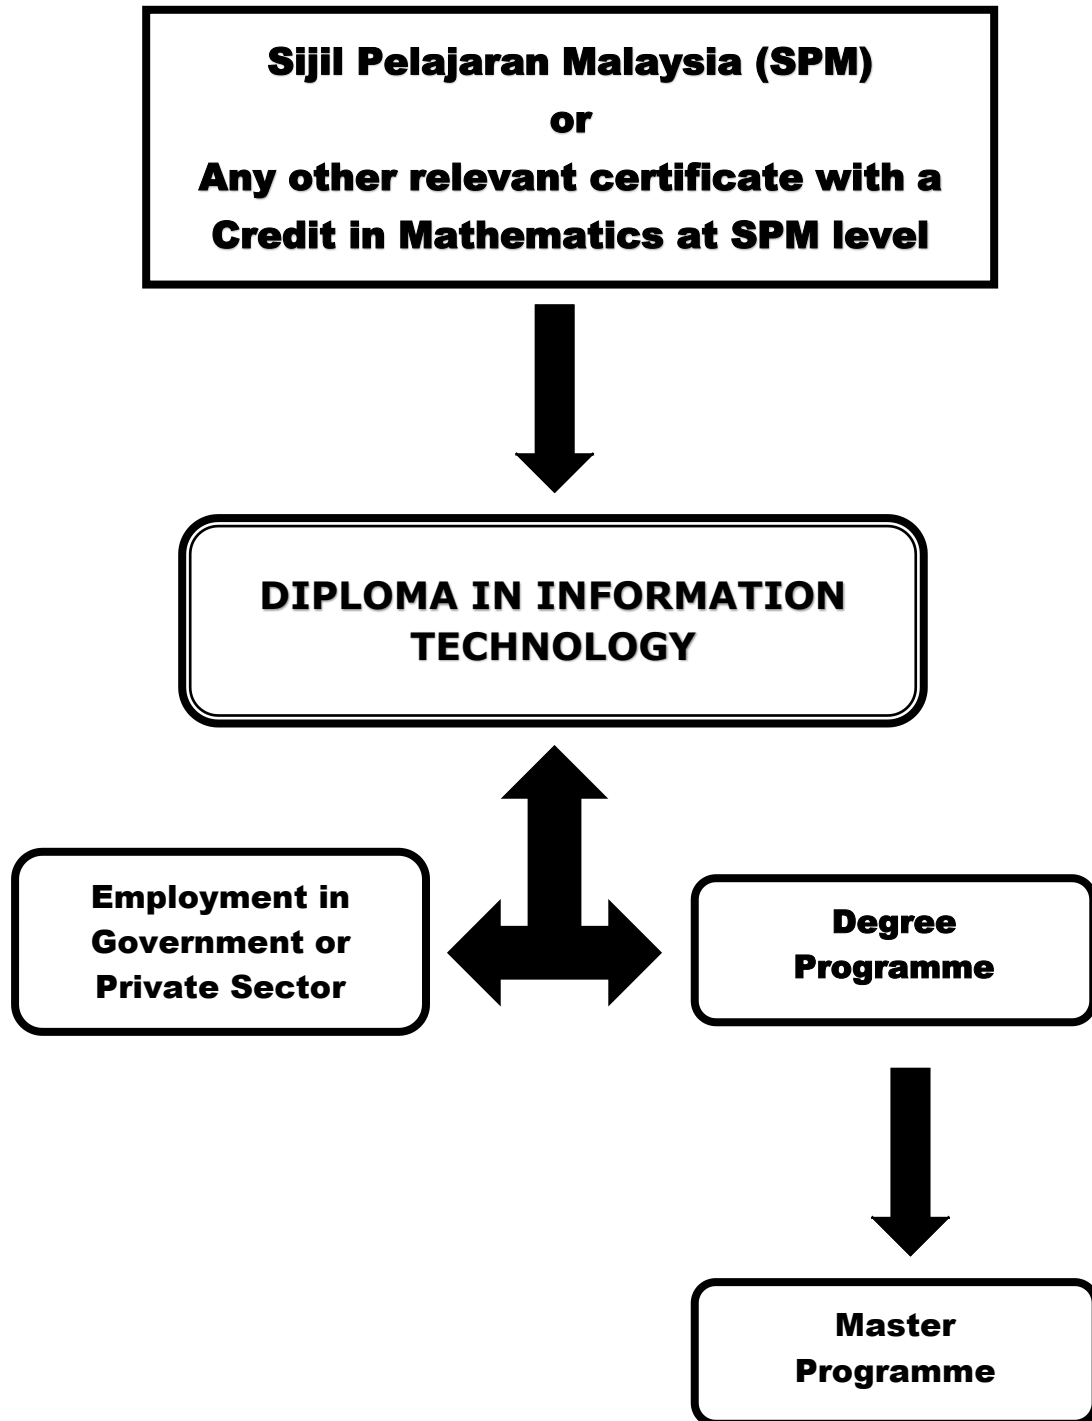 Sijil Pelajaran Malaysia (SPM)
or
Any other relevant certificate with a
Credit in Mathematics at SPM level
DIPLOMA IN INFORMATION
TECHNOLOGY
Employment in
Government or
Private Sector
Degree
Programme
Master
Programme